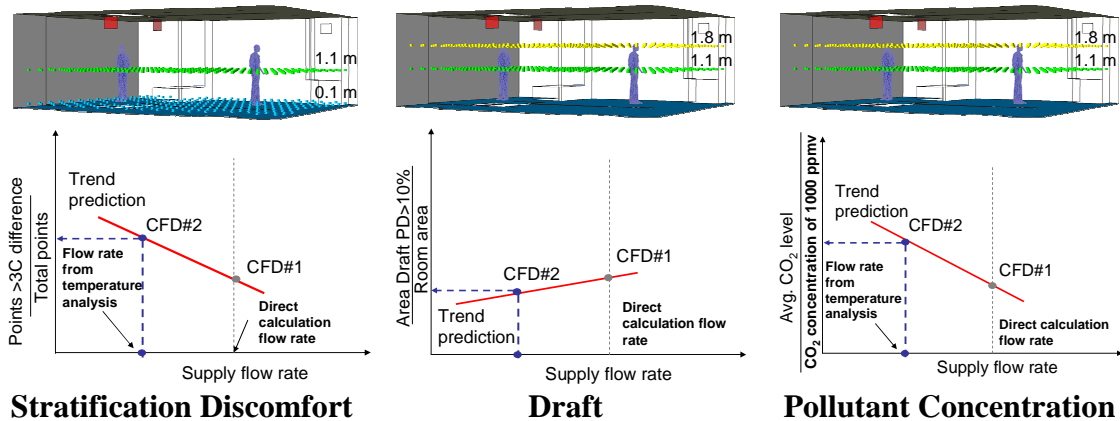 1.1 m
0.1 m
Points >3C difference
Total points
Trend
prediction
CFD#2
CFD#1
Flow rate
from
temperature
analysis
Direct
calculation
flow rate
Supply flow rate
Stratification Discomfort
1.8 m
1.1 m
Area Draft PD>10%
Room area
CFD#2
CFD#1
Trend
prediction
Direct calculation flow
rate
Supply flow rate
Draft
1.8 m
1.1 m
Avg. CO2 level
CO2 concentration of 1000 ppmv
Trend
prediction
CFD#2
CFD#1
Flow rate
from
temperature
analysis
Direct calculation
flow rate
Supply flow rate
Pollutant Concentration